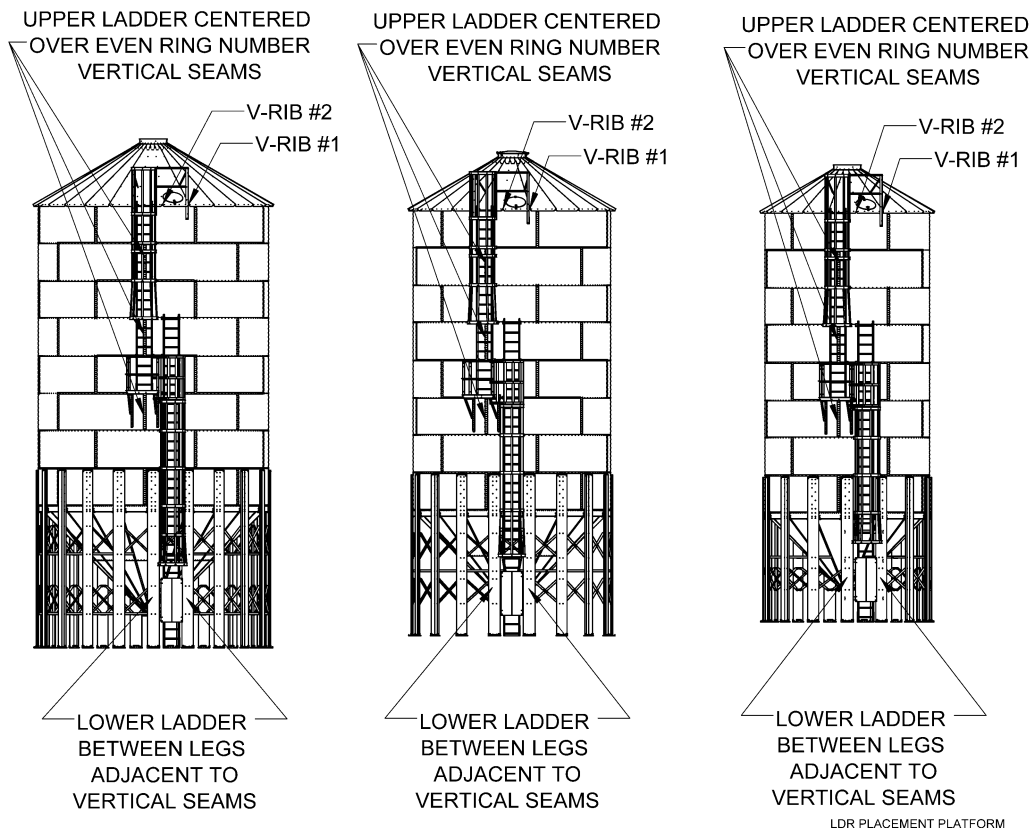 UPPER LADDER CENTERED
OVER EVEN RING NUMBER
VERTICAL SEAMS
V-RIB #2
V-RIB #1
LOWER LADDER
BETWEEN LEGS
ADJACENT TO
VERTICAL SEAMS
UPPER LADDER CENTERED
OVER EVEN RING NUMBER
VERTICAL SEAMS
V-RIB #2
V-RIB #1
LOWER LADDER
BETWEEN LEGS
ADJACENT TO
VERTICAL SEAMS
UPPER LADDER CENTERED
OVER EVEN RING NUMBER
VERTICAL SEAMS
V-RIB #2
V-RIB #1
LOWER LADDER
BETWEEN LEGS
ADJACENT TO
VERTICAL SEAMS
LDR PLACEMENT PLATFORM